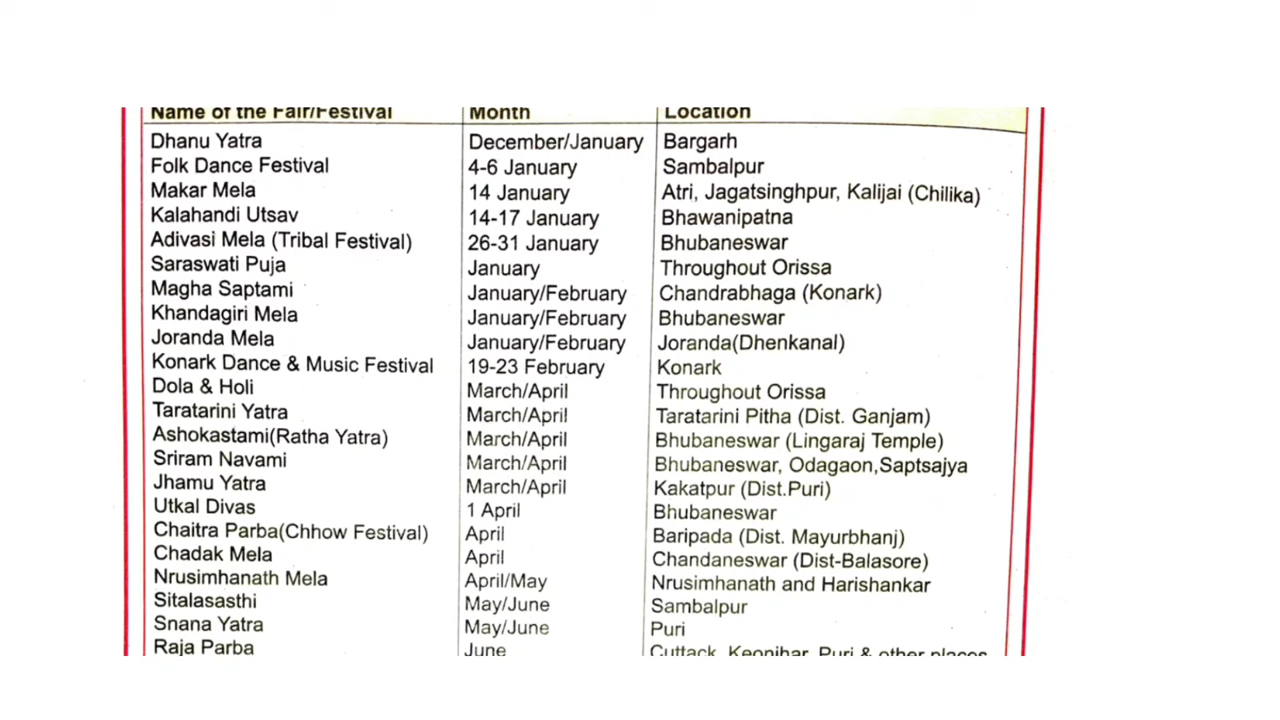 Name of the Fair/Festival Month Location
Dhanu Yatra December/January Bargarh
Folk Dance Festival 4-6 January Sambalpur
Makar Mela 14 January Atri, Jagatsinghpur, Kalijai (Chilika)
Kalahandi Utsav 14-17 January Bhawanipatna
Adivasi Mela (Tribal Festival) 26-31 January Bhubaneswar
Saraswati Puja January Throughout Orissa
Magha Saptami January/February Chandrabhaga (Konark)
Khandagiri Mela January/February Bhubaneswar
Joranda Mela January/February Joranda(Dhenkanal)
Konark Dance & Music Festival 19-23 February Konark
Dola & Holi March/April Throughout Orissa
Taratarini Yatra March/April Taratarini Pitha (Dist. Ganjam)
Ashokastami(Ratha Yatra) March/April Bhubaneswar (Lingaraj Temple)
Sriram Navami March/April Bhubaneswar, Odagaon,Saptsajya
Jhamu Yatra March/April Kakatpur (Dist.Puri)
Utkal Divas 1 April Bhubaneswar
Chaitra Parba(Chhow Festival) April Baripada (Dist. Mayurbhanj)
Chadak Mela April Chandaneswar (Dist-Balasore)
Nrusimhanath Mela April/May Nrusimhanath and Harishankar
Sitalasasthi May/June Sambalpur
Snana Yatra May/June Puri
Raja Parba June Cuttack, Keonjhar, Puri & other places